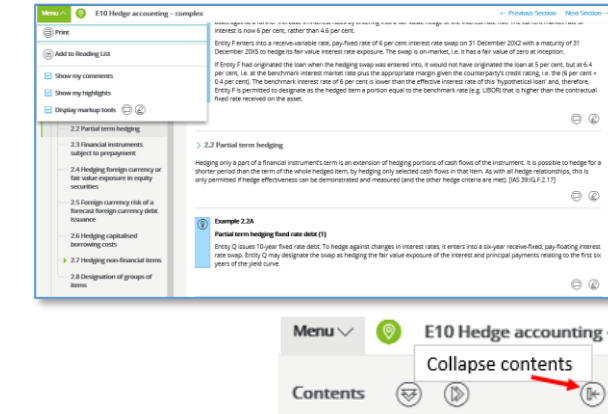 Menu E10 Hedge accounting – complex ← Previous Section Next Section →
Print
Add to Reading List
Show my comments
Show my highlights
Display markup tools
2.2 Partial term hedging
2.3 Financial instruments
subject to prepayment
2.4 Hedging foreign currency or
fair value exposure in equity
securities
2.5 Foreign currency risk of a
forecast foreign currency debt
issuance
2.6 Hedging capitalised
borrowing costs
2.7 Hedging non-financial items
2.8 Designation of groups of
items
interest is now 6 per cent, rather than 4.6 per cent.
Entity F enters into a receive-variable rate, pay-fixed rate of 6 per cent interest rate swap on 31 December 20X2 with a maturity of 31
December 20X5 to hedge its fair value interest rate exposure. The swap is on-market, i.e. it has a fair value of zero at inception.
If Entity F had originated the loan when the hedging swap was entered into, it would not have originated the loan at 5 per cent, but at 6.4
per cent, i.e. at the benchmark interest market rate plus the appropriate margin given the counterparty's credit rating, i.e. the (6 per cent +
0.4 per cent). The benchmark interest rate of 6 per cent is lower than the effective interest rate of this 'hypothetical loan' and, therefore,
Entity F is permitted to designate as the hedged item a portion equal to the benchmark rate (e.g. LIBOR) that is higher than the contractual
fixed rate received on the asset.
> 2.2 Partial term hedging
Hedging only a part of a financial instrument's term is an extension of hedging portions of cash flows of the instrument. It is possible to hedge for a
shorter period than the term of the whole hedged item, by hedging only selected cash flows in that item. As with all hedge relationships, this is
only permitted if hedge effectiveness can be demonstrated and measured (and the other hedge criteria are met). [IAS 39:IG.F.2.17]
Example 2.2A
Partial term hedging fixed rate debt (1)
Entity Q issues 10-year fixed rate debt. To hedge against changes in interest rates, it enters into a six-year receive-fixed, pay-floating interest
rate swap. Entity Q may designate the swap as hedging the fair value exposure of the interest and principal payments relating to the first six
years of the yield curve.
Menu E10 Hedge accounting -
Collapse contents
Contents